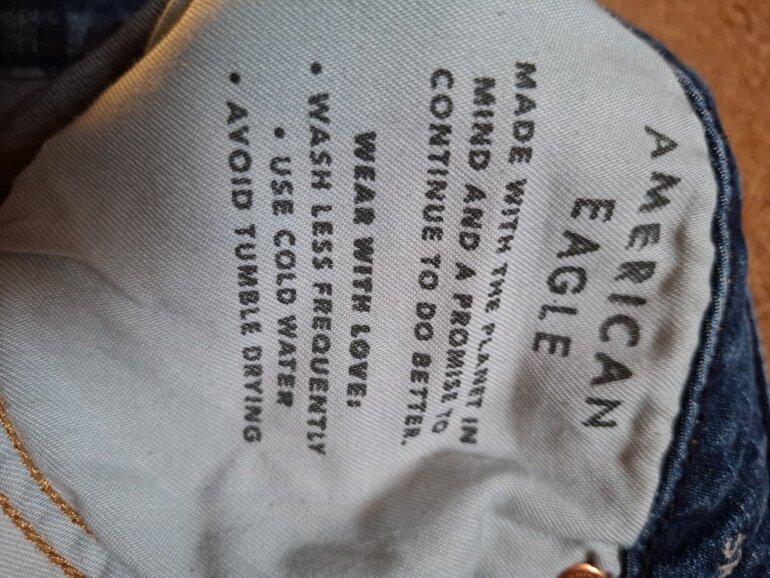 AMERICAN
EAGLE
MADE WITH THE PLANET IN
MIND AND A PROMISE TO
CONTINUE TO DO BETTER.
WEAR WITH LOVE:
• WASH LESS FREQUENTLY
• USE COLD WATER
• AVOID TUMBLE DRYING